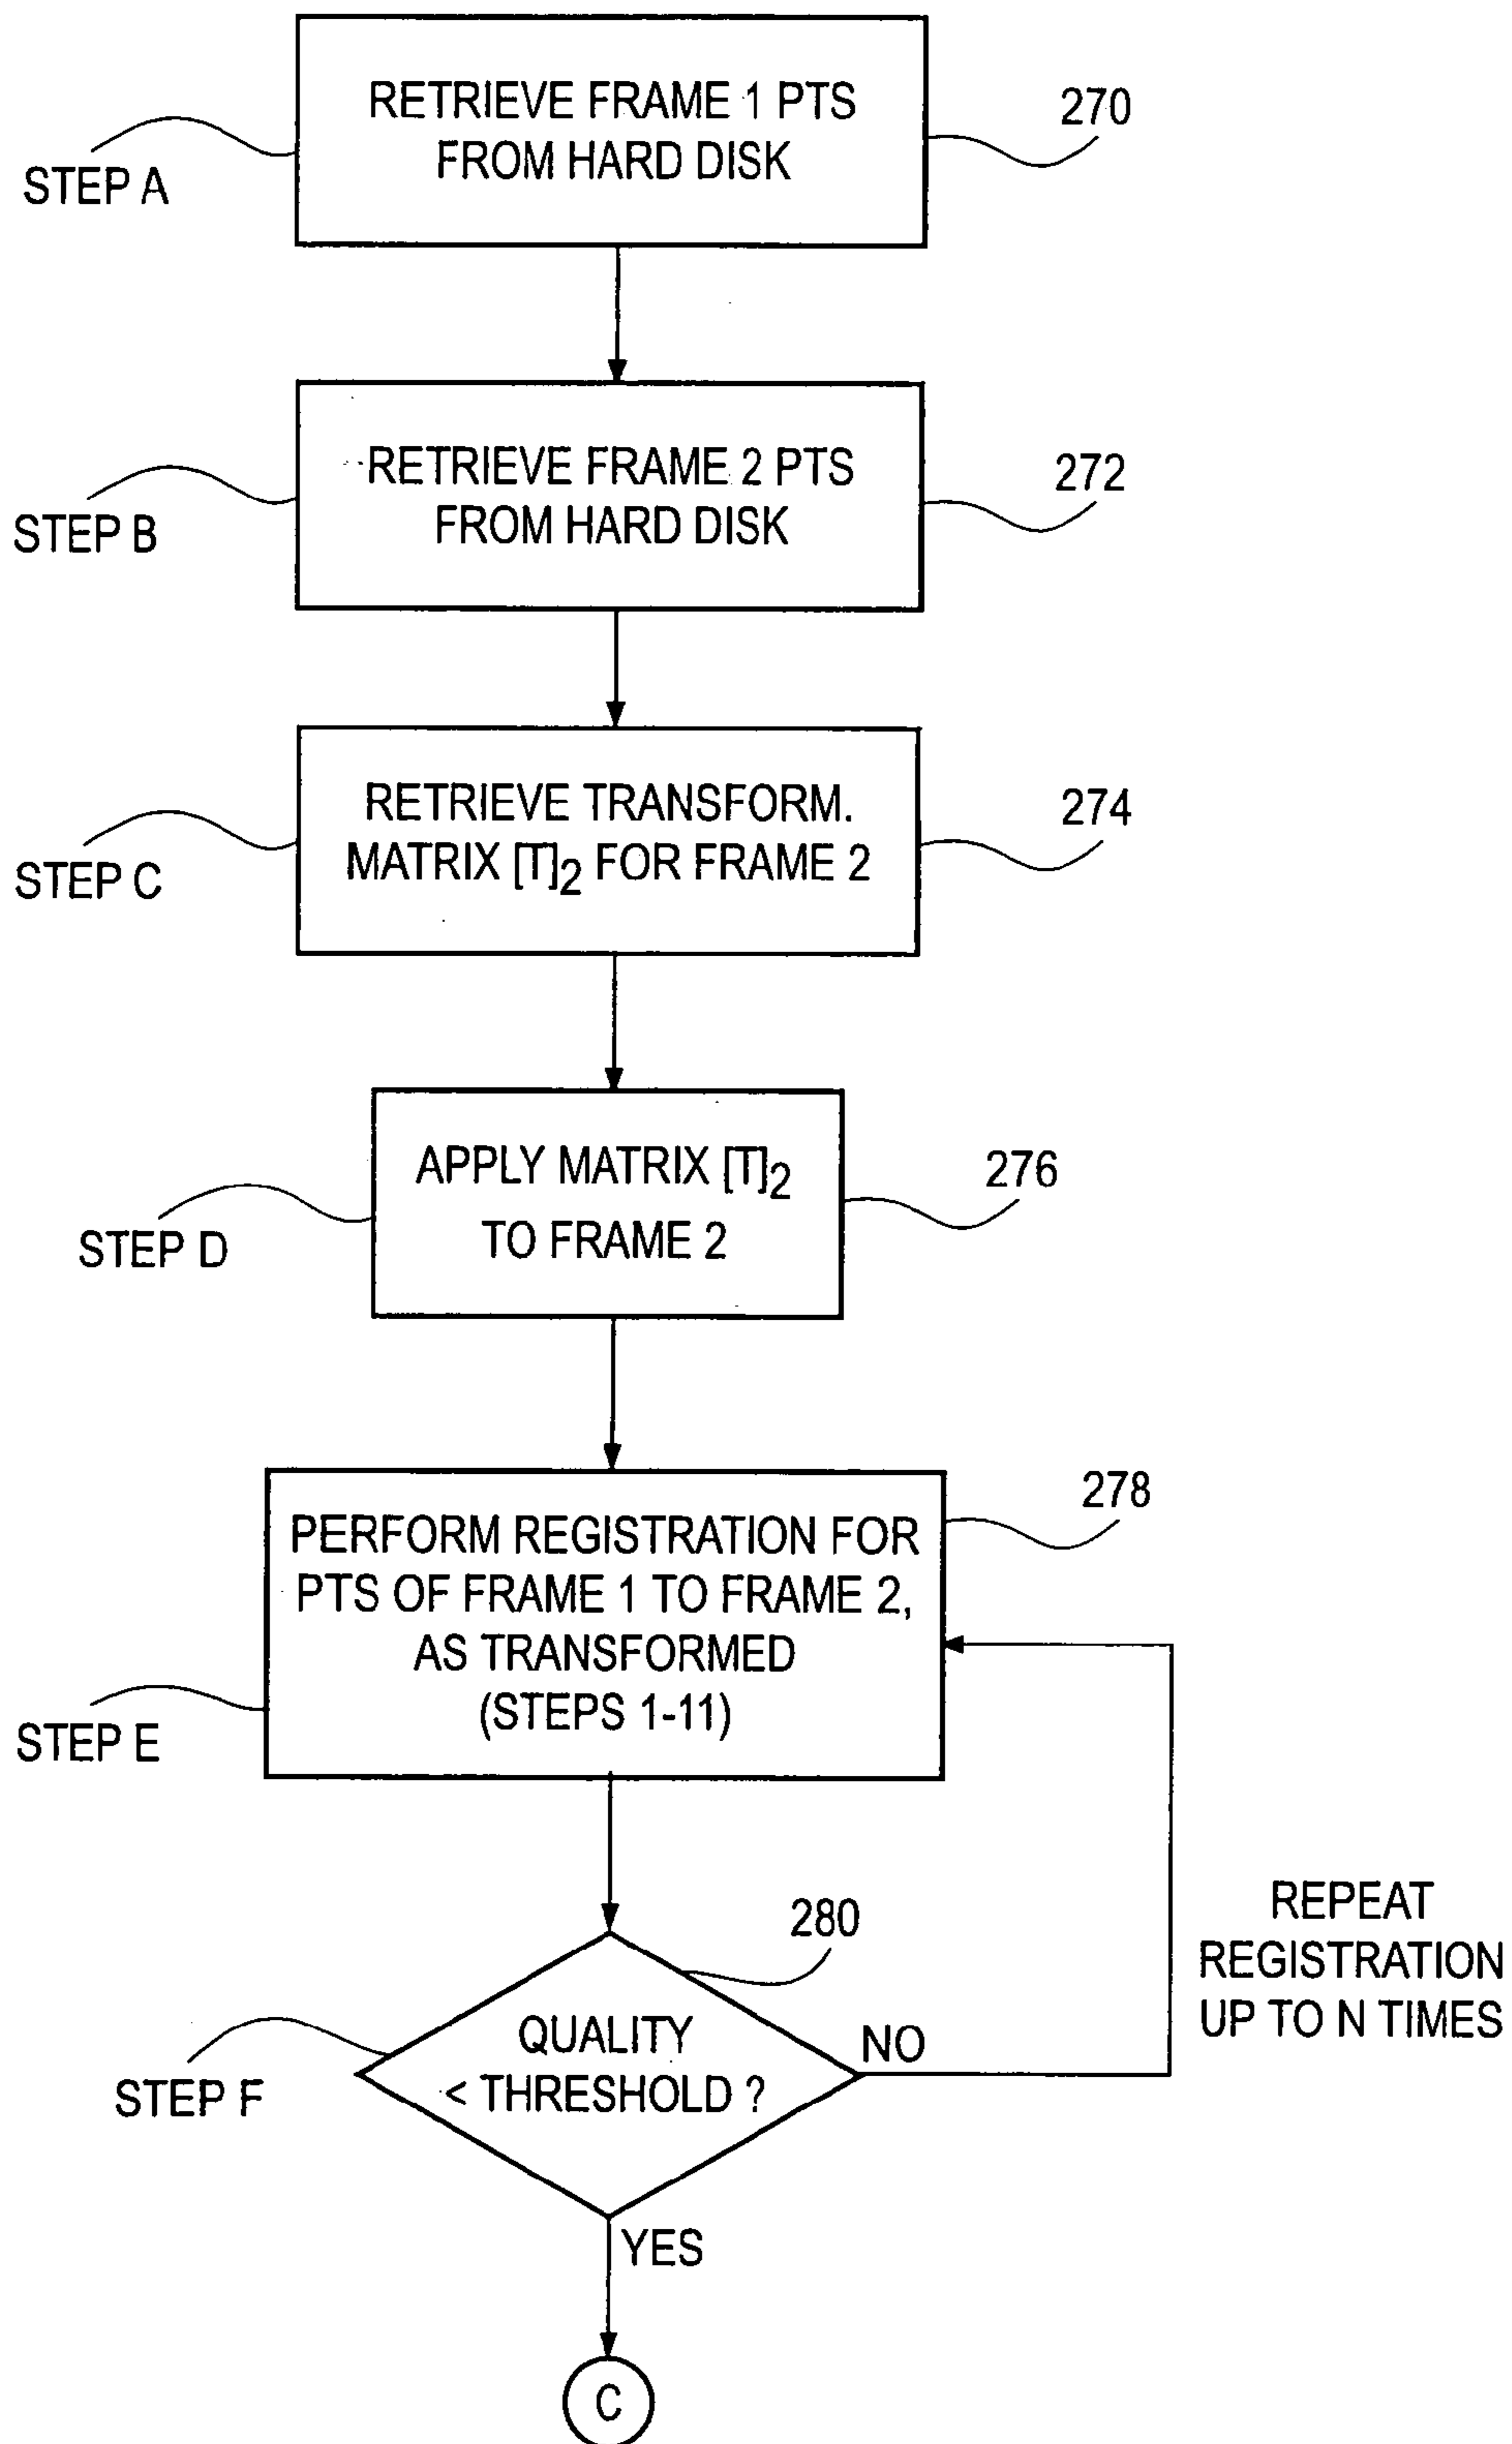 RETRIEVE FRAME 1 PTS
FROM HARD DISK
270
STEP A
RETRIEVE FRAME 2 PTS
FROM HARD DISK
272
STEP B
RETRIEVE TRANSFORM.
MATRIX [T]2 FOR FRAME 2
274
STEP C
APPLY MATRIX [T]2
TO FRAME 2
276
STEP D
PERFORM REGISTRATION FOR
PTS OF FRAME 1 TO FRAME 2,
AS TRANSFORMED
(STEPS 1-11)
278
STEP E
280
QUALITY
< THRESHOLD ?
STEP F
NO
REPEAT
REGISTRATION
UP TO N TIMES
YES
C